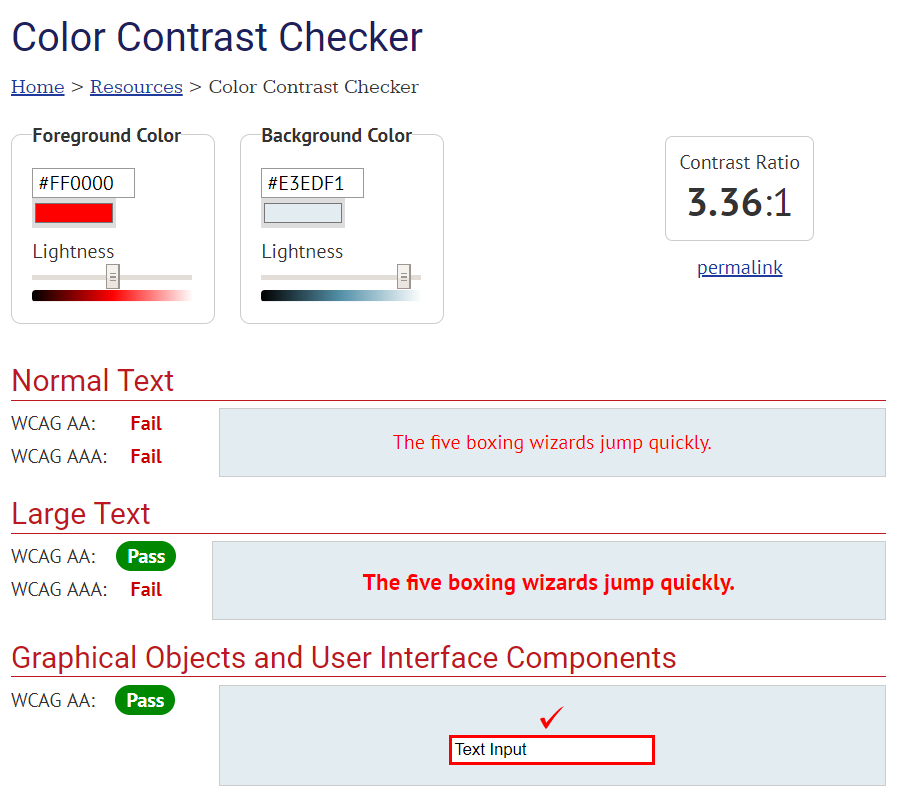 Color Contrast Checker
Home > Resources > Color Contrast Checker
Foreground Color
#FF0000
Lightness
Background Color
#E3EDF1
Lightness
Contrast Ratio
3.36:1
permalink
Normal Text
WCAG AA: Fail
WCAG AAA: Fail
The five boxing wizards jump quickly.
Large Text
WCAG AA: Pass
WCAG AAA: Fail
The five boxing wizards jump quickly.
Graphical Objects and User Interface Components
WCAG AA: Pass
Text Input